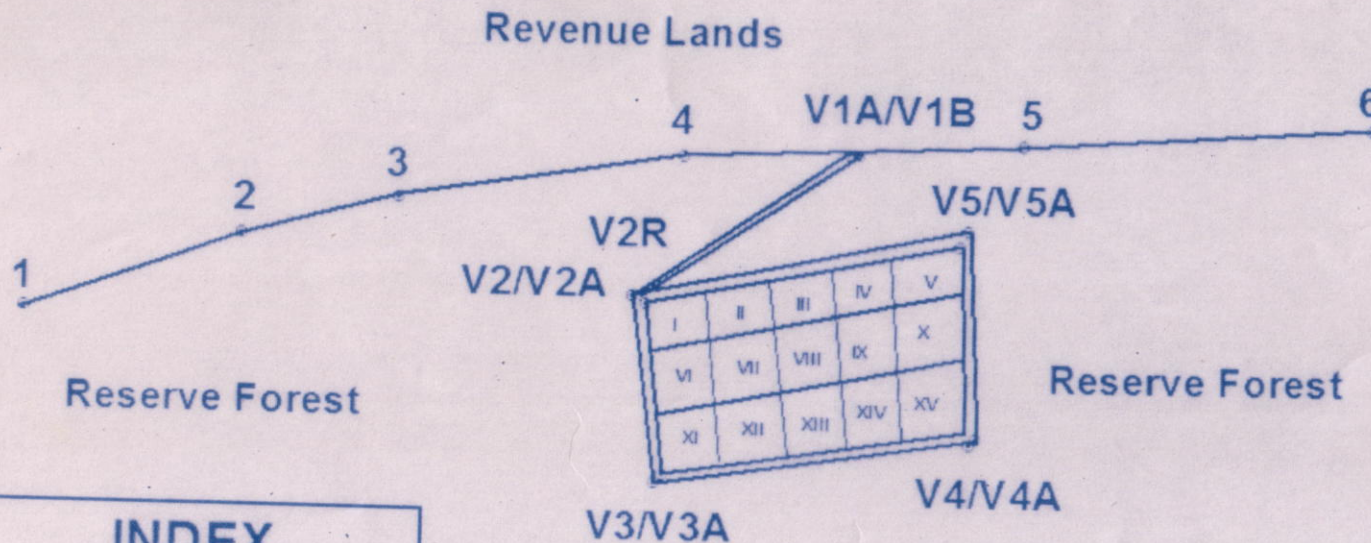 Revenue Lands
V1A/V1B
4
5
6
3
2
V5/V5A
V2R
V2/V2A
1
I II III IV V
VI VII VIII IX X
XI XII XIII XIV XV
Reserve Forest
Reserve Forest
V4/V4A
V3/V3A
INDEX